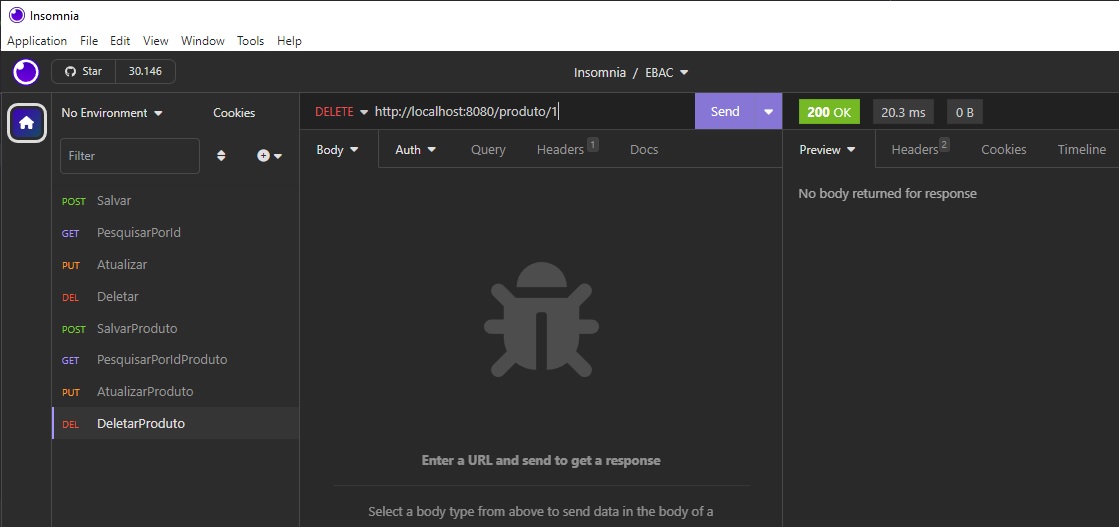 Insomnia
Application File Edit View Window Tools Help
Star 30.146
Insomnia / EBAC
No Environment
Cookies
Filter
POST Salvar
GET PesquisarPorId
PUT Atualizar
DEL Deletar
POST SalvarProduto
GET PesquisarPorIdProduto
PUT AtualizarProduto
DEL DeletarProduto
DELETE http://localhost:8080/produto/1
Send
Body Auth Query Headers 1 Docs
Enter a URL and send to get a response
Select a body type from above to send data in the body of a
200 OK 20.3 ms 0 B
Preview Headers 2 Cookies Timeline
No body returned for response